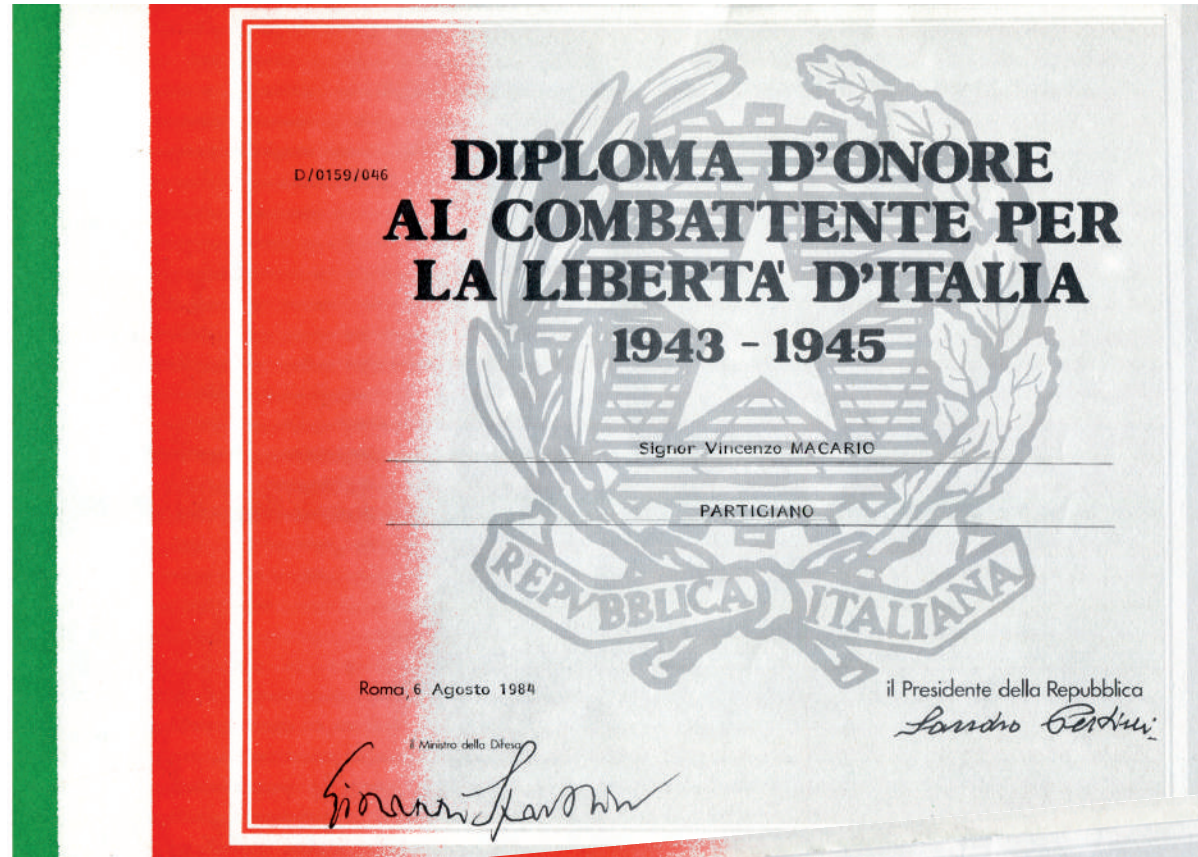 D/0159/046
DIPLOMA D'ONORE
AL COMBATTENTE PER
LA LIBERTA' D'ITALIA
1943 - 1945
Signor Vincenzo MACARIO
PARTIGIANO
REPVBBLICA ITALIANA
Roma, 6 Agosto 1984
il Presidente della Repubblica
Sandro Pertini
il Ministro della Difesa
Giovanni Spadolini